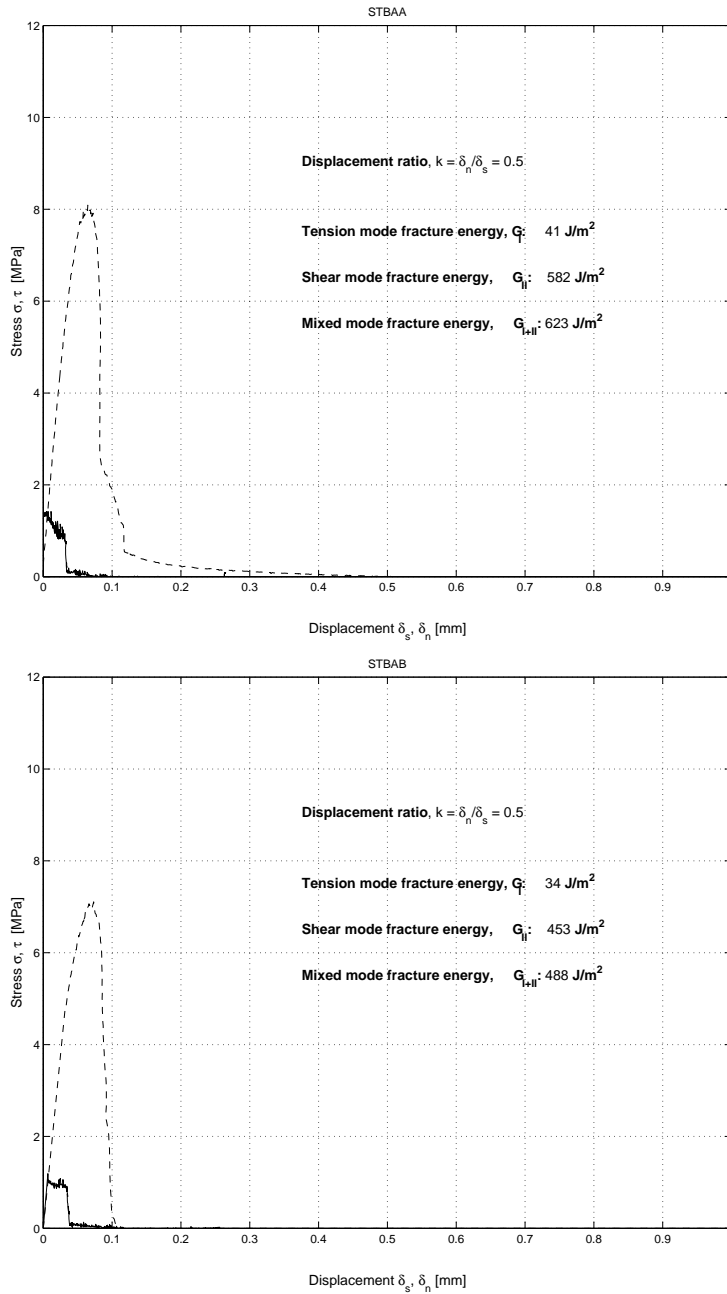 STBAA
12
10
8
6
4
2
0
Stress σ, τ [MPa]
Displacement ratio, k = δn/δs = 0.5
Tension mode fracture energy, GI: 41 J/m²
Shear mode fracture energy, GII: 582 J/m²
Mixed mode fracture energy, GI+II: 623 J/m²
0 0.1 0.2 0.3 0.4 0.5 0.6 0.7 0.8 0.9
Displacement δs, δn [mm]
STBAB
12
10
8
6
4
2
0
Stress σ, τ [MPa]
Displacement ratio, k = δn/δs = 0.5
Tension mode fracture energy, GI: 34 J/m²
Shear mode fracture energy, GII: 453 J/m²
Mixed mode fracture energy, GI+II: 488 J/m²
0 0.1 0.2 0.3 0.4 0.5 0.6 0.7 0.8 0.9
Displacement δs, δn [mm]